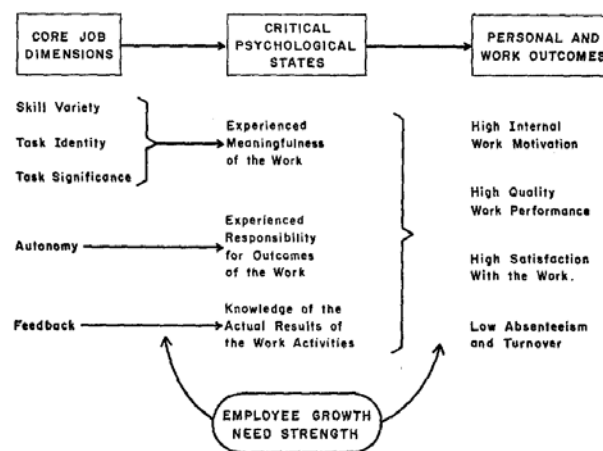 CORE JOB
DIMENSIONS
CRITICAL
PSYCHOLOGICAL
STATES
PERSONAL AND
WORK OUTCOMES
Skill Variety
Task Identity
Task Significance
Experienced
Meaningfulness
of the Work
High Internal
Work Motivation
High Quality
Work Performance
Autonomy
Experienced
Responsibility
for Outcomes
of the Work
High Satisfaction
With the Work.
Feedback
Knowledge of the
Actual Results of
the Work Activities
Low Absenteeism
and Turnover
EMPLOYEE GROWTH
NEED STRENGTH